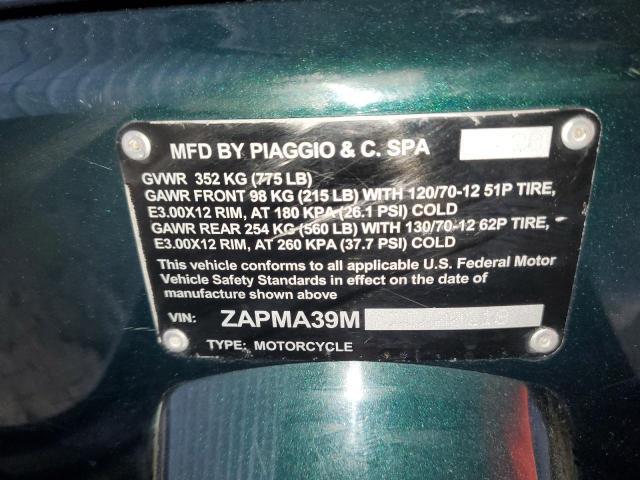 MFD BY PIAGGIO & C. SPA
GVWR 352 KG (775 LB)
GAWR FRONT 98 KG (215 LB) WITH 120/70-12 51P TIRE,
E3.00X12 RIM, AT 180 KPA (26.1 PSI) COLD
GAWR REAR 254 KG (560 LB) WITH 130/70-12 62P TIRE,
E3.00X12 RIM, AT 260 KPA (37.7 PSI) COLD
This vehicle conforms to all applicable U.S. Federal Motor
Vehicle Safety Standards in effect on the date of
manufacture shown above
VIN: ZAPMA39M
TYPE: MOTORCYCLE